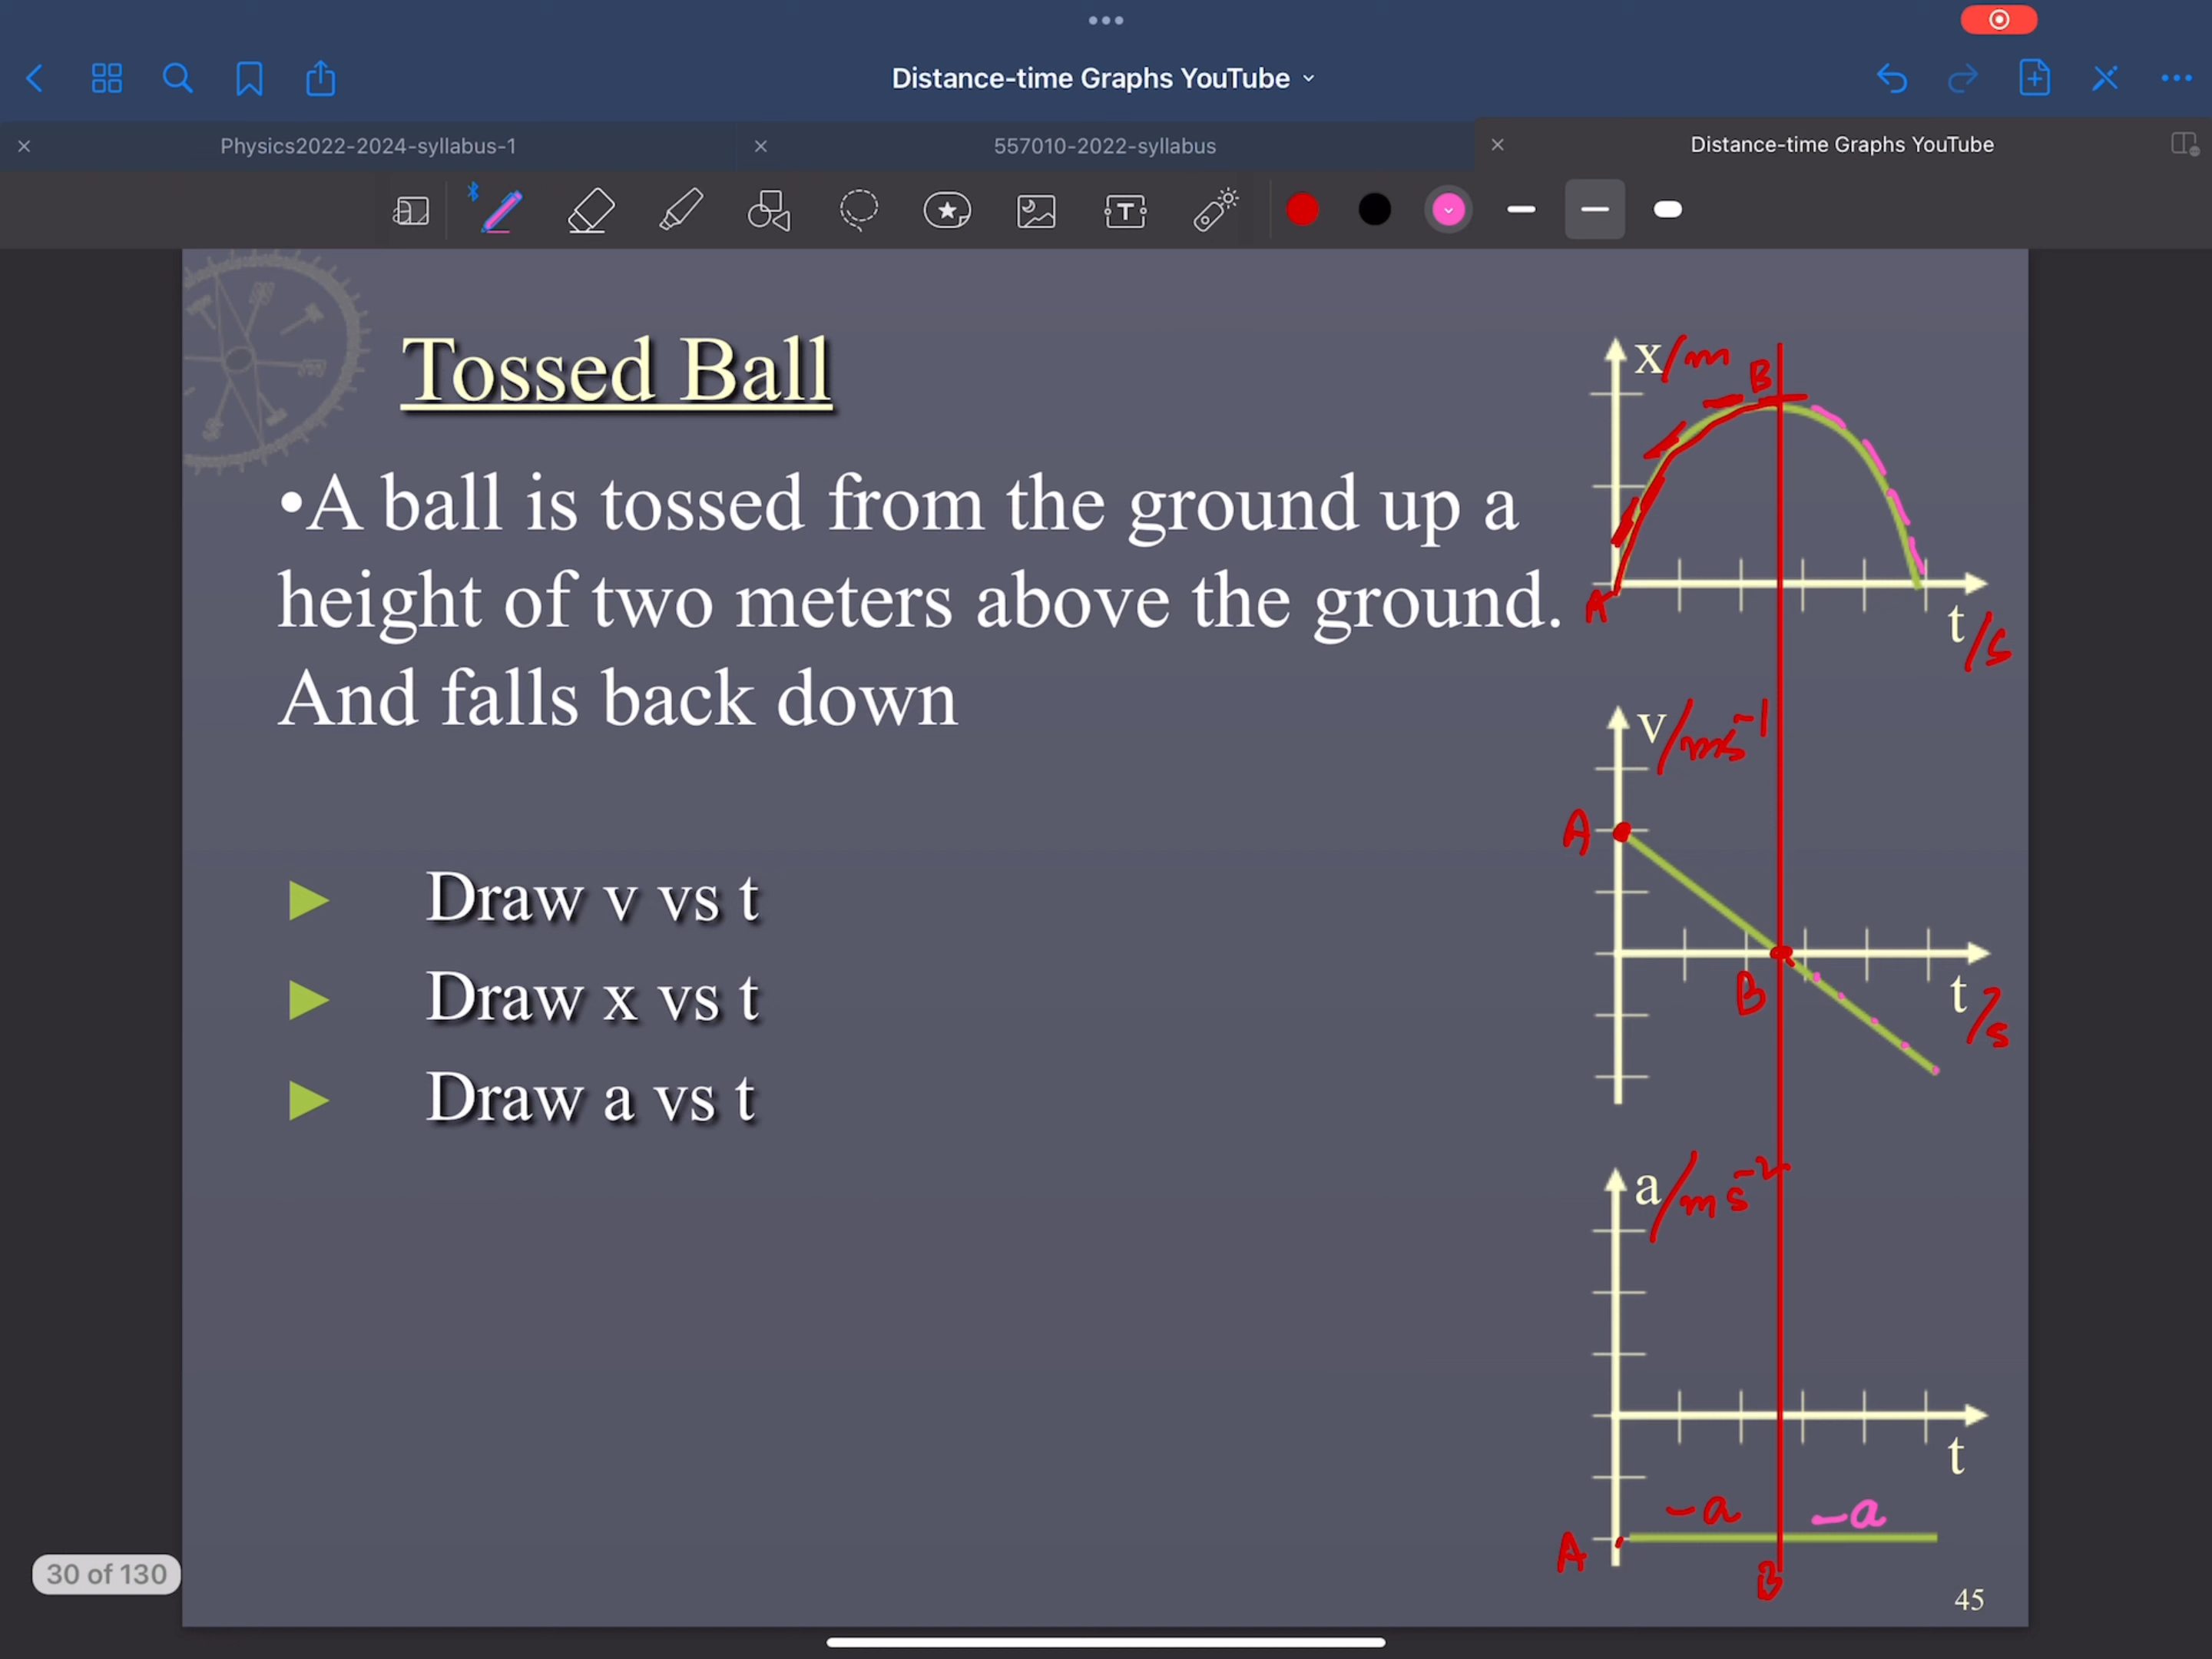 Distance-time Graphs YouTube
Physics2022-2024-syllabus-1
557010-2022-syllabus
Distance-time Graphs YouTube
T
Tossed Ball
•A ball is tossed from the ground up a
height of two meters above the ground.
And falls back down
Draw v vs t
Draw x vs t
Draw a vs t
x/m
B
A
t/s
v/ms⁻¹
A
B
t/s
a/ms⁻²
t
-a
-a
A
B
30 of 130
45